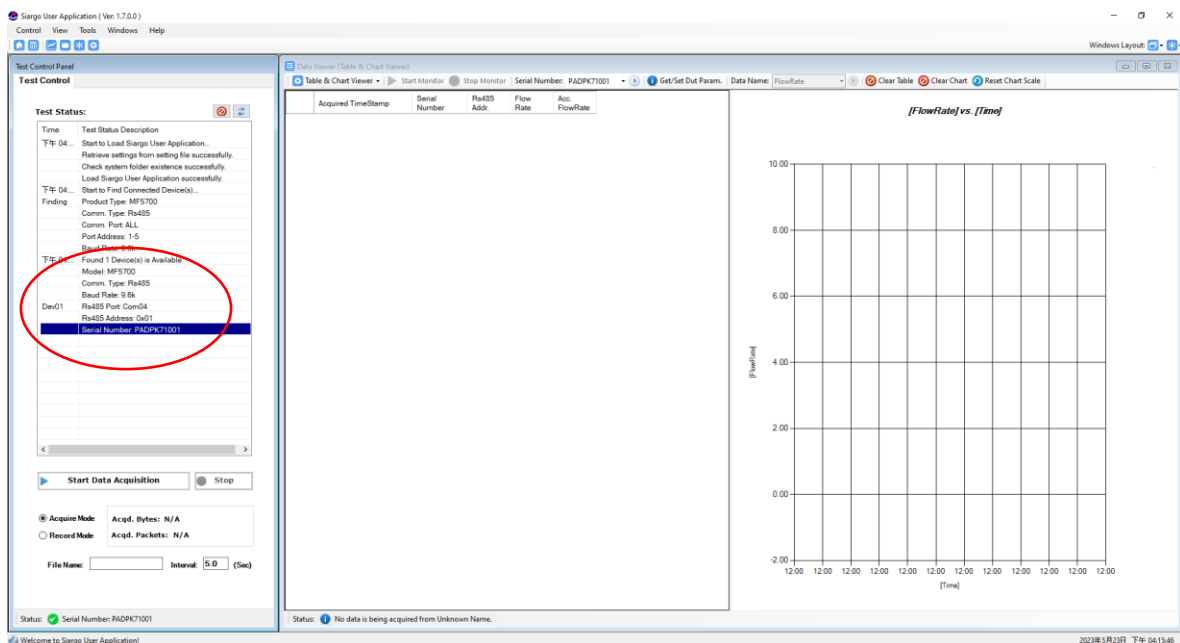 Siargo User Application ( Ver. 1.7.0.0 )
Control View Tools Windows Help
Windows Layout:
Test Control Panel
Test Control
Test Status:
Time Test Status Description
下午 04:... Start to Load Siargo User Application...
Retrieve settings from setting file successfully.
Check system folder existence successfully.
Load Siargo User Application successfully.
下午 04:... Start to Find Connected Device(s)...
Finding Product Type: MF5700
Comm. Type: Rs485
Comm. Port: ALL
Port Address: 1-5
Baud Rate: 9.6k
下午 04:... Found 1 Device(s) is Available.
Model: MF5700
Comm. Type: Rs485
Baud Rate: 9.6k
Dev01 Rs485 Port: Com04
Rs485 Address: 0x01
Serial Number: PADPK71001
Start Data Acquisition Stop
Acquire Mode Acqd. Bytes: N/A
Record Mode Acqd. Packets: N/A
File Name: Interval: 5.0 (Sec)
Status: Serial Number: PADPK71001
Data Viewer (Table & Chart Viewer)
Table & Chart Viewer Start Monitor Stop Monitor Serial Number: PADPK71001 Get/Set Dut Param. Data Name: FlowRate Clear Table Clear Chart Reset Chart Scale
Acquired TimeStamp Serial Number Rs485 Addr. Flow Rate Acc. FlowRate
[FlowRate] vs. [Time]
10.00
8.00
6.00
4.00
2.00
0.00
-2.00
[FlowRate]
12:00 12:00 12:00 12:00 12:00 12:00 12:00 12:00 12:00 12:00 12:00 12:00
[Time]
Status: No data is being acquired from Unknown Name.
Welcome to Siargo User Application!
2023年5月23日 下午 04:15:46